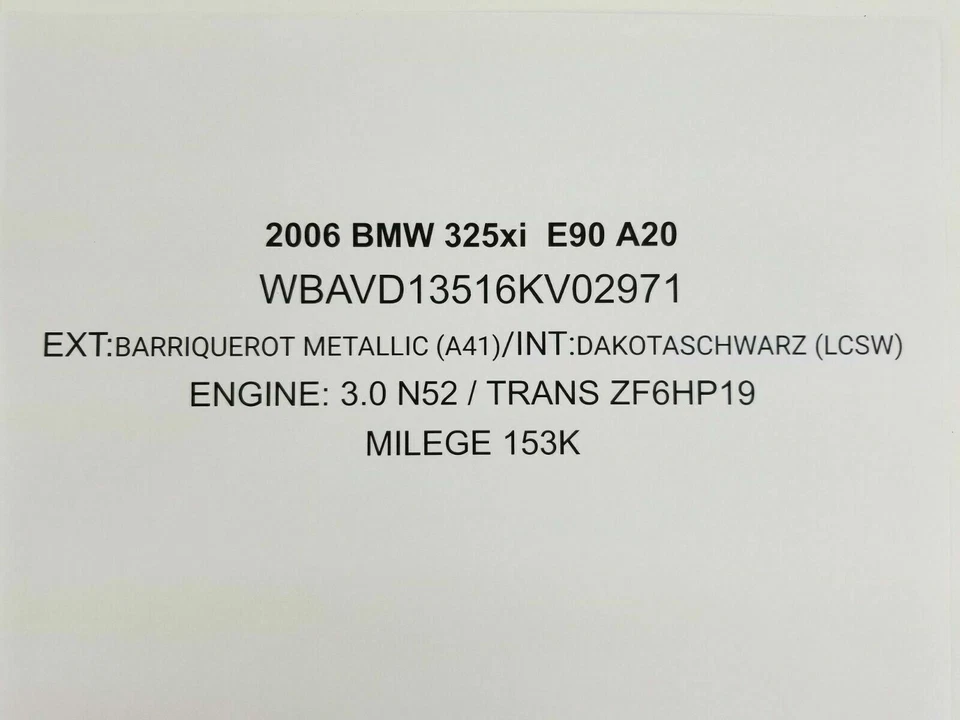 2006 BMW 325xi E90 A20
WBAVD13516KV02971
EXT:BARRIQUEROT METALLIC (A41)/INT:DAKOTASCHWARZ (LCSW)
ENGINE: 3.0 N52 / TRANS ZF6HP19
MILEGE 153K